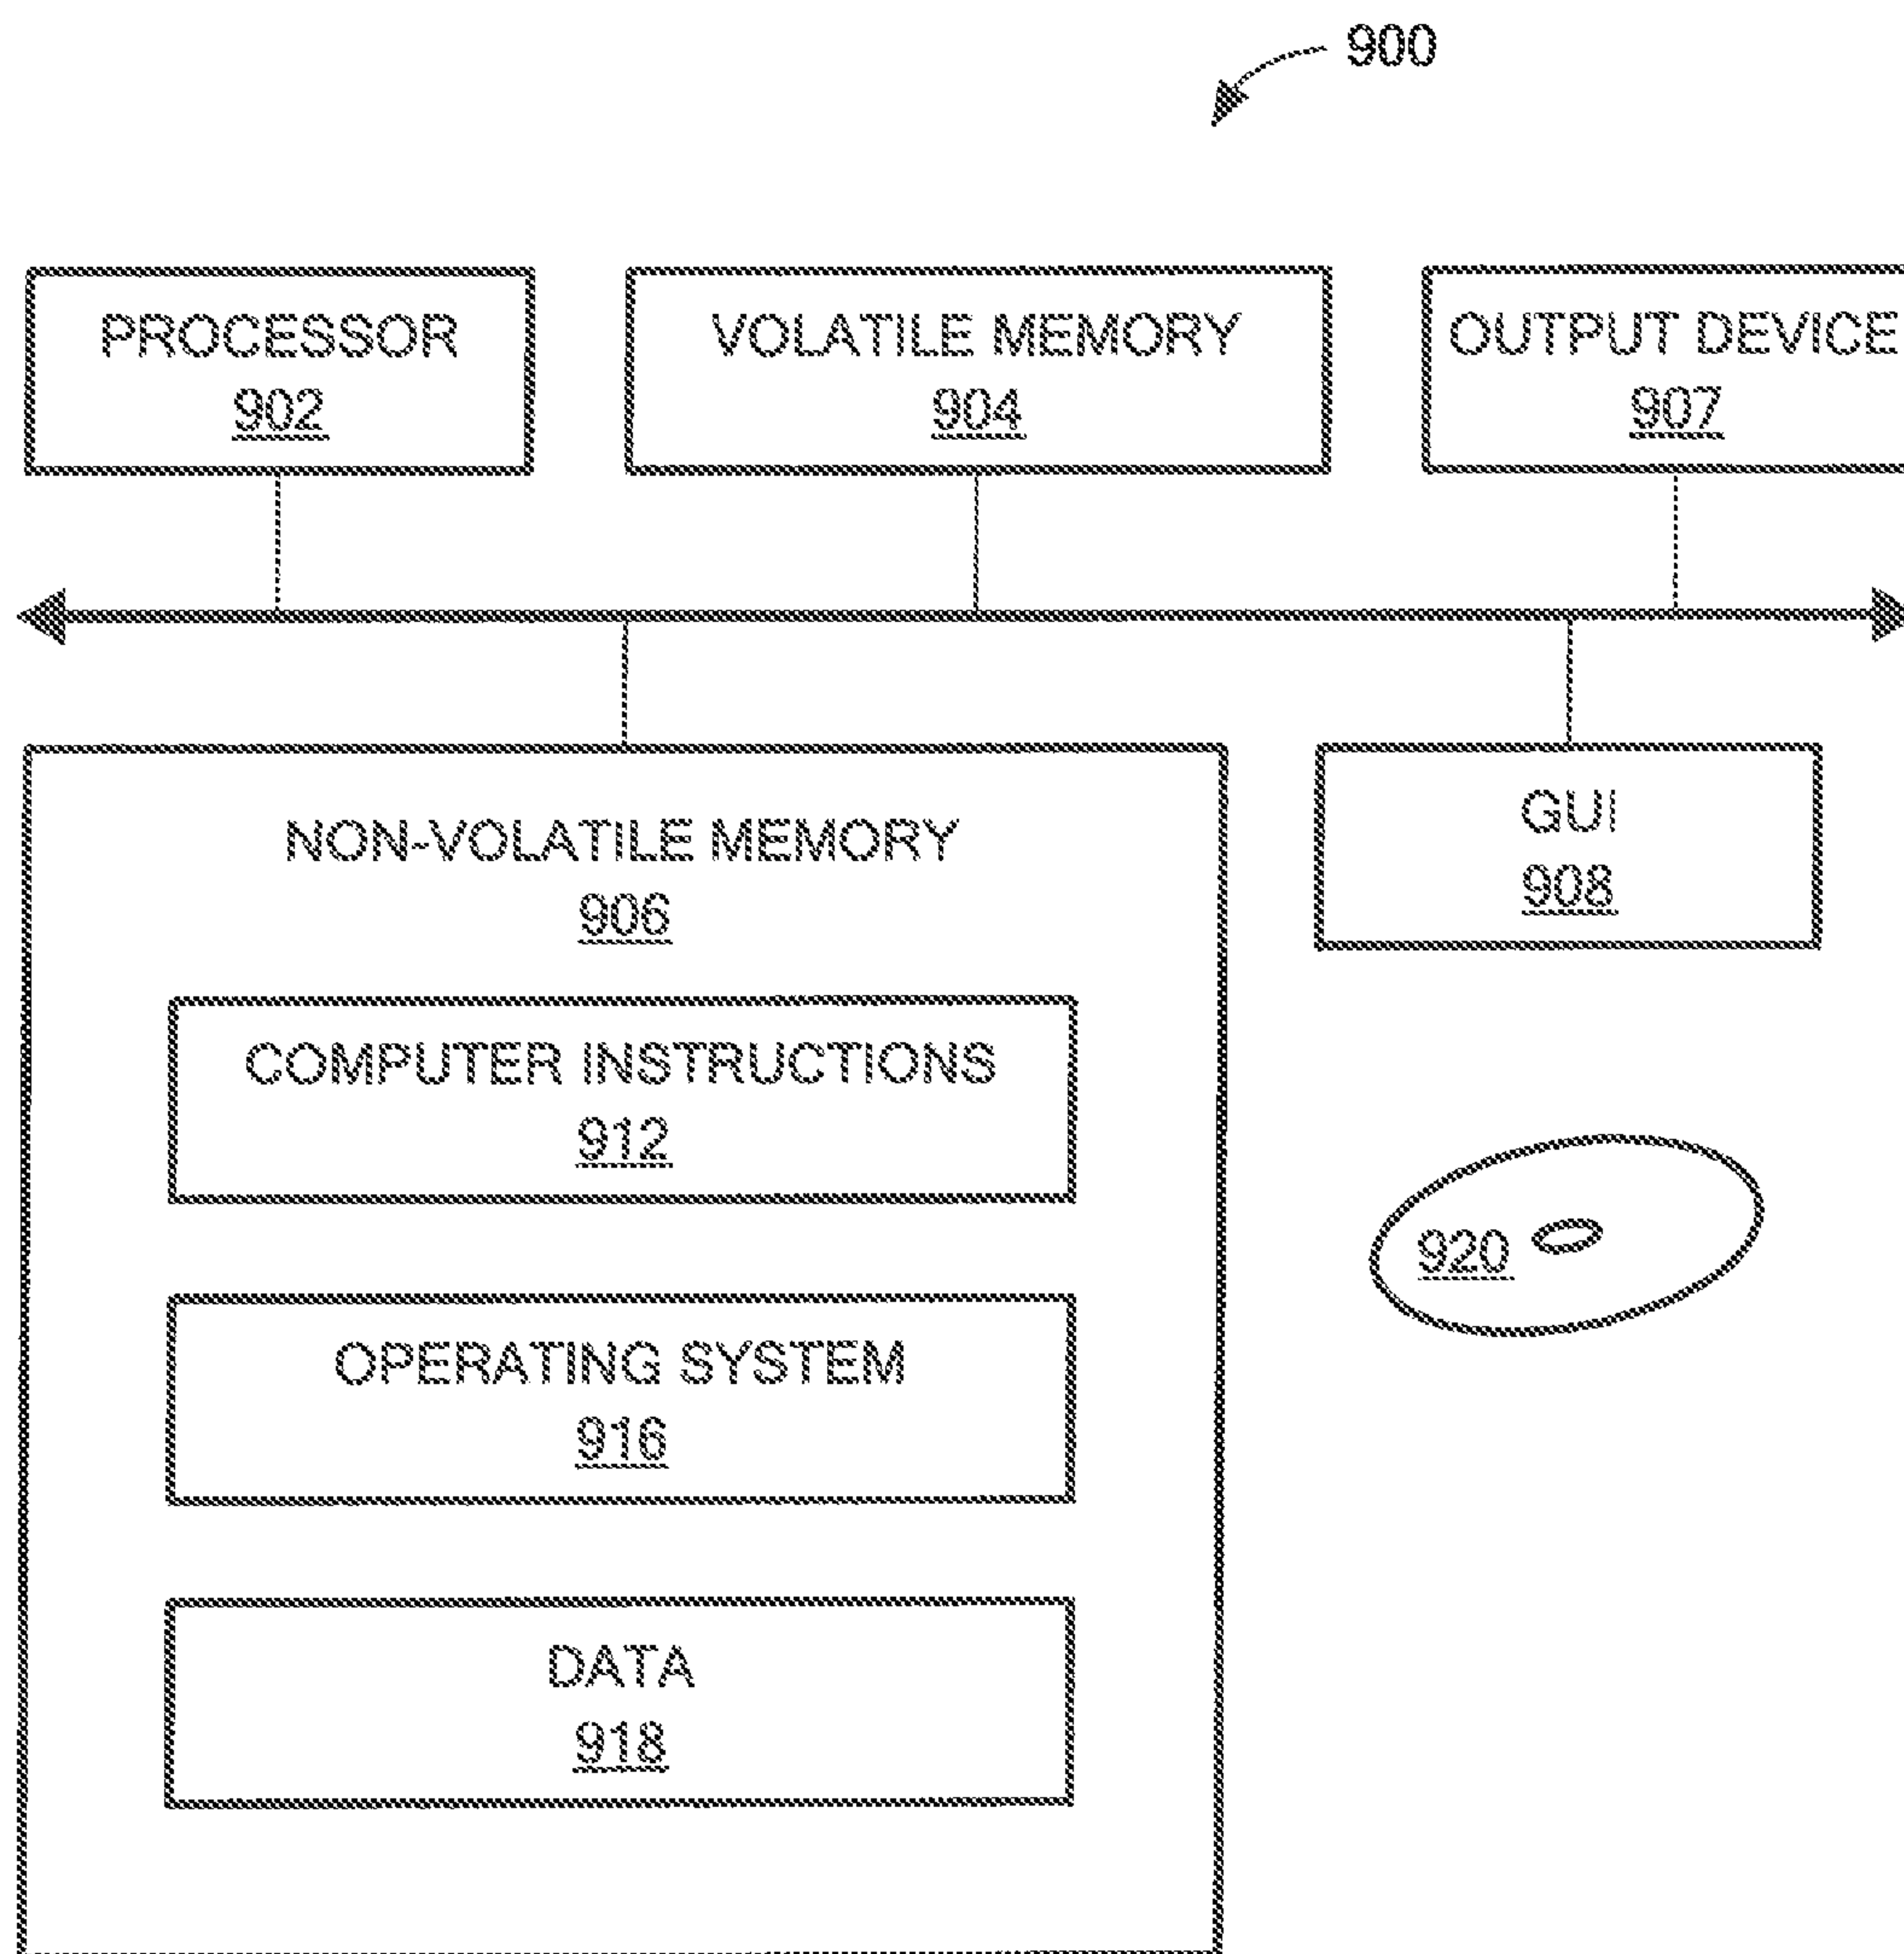 900
PROCESSOR
902
VOLATILE MEMORY
904
OUTPUT DEVICE
907
NON-VOLATILE MEMORY
906
GUI
908
COMPUTER INSTRUCTIONS
912
920
OPERATING SYSTEM
916
DATA
918